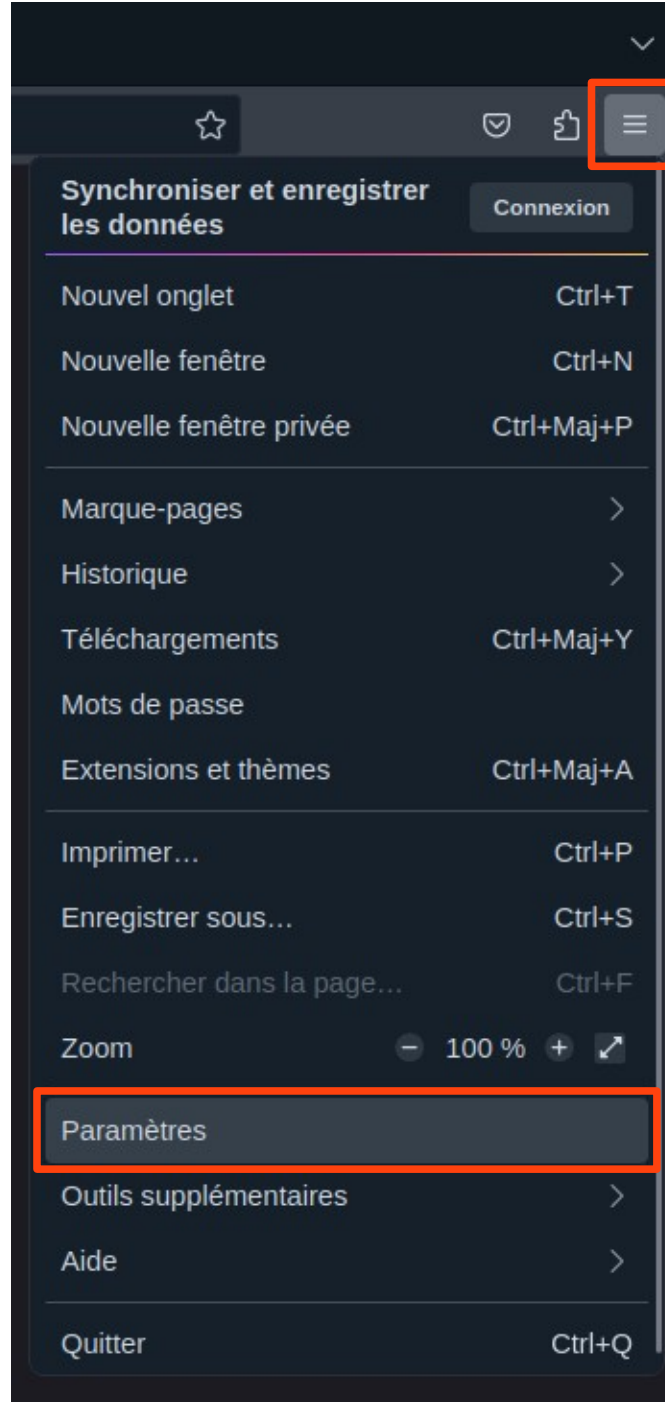 Synchroniser et enregistrer
les données
Connexion
Nouvel onglet Ctrl+T
Nouvelle fenêtre Ctrl+N
Nouvelle fenêtre privée Ctrl+Maj+P
Marque-pages
Historique
Téléchargements Ctrl+Maj+Y
Mots de passe
Extensions et thèmes Ctrl+Maj+A
Imprimer… Ctrl+P
Enregistrer sous… Ctrl+S
Rechercher dans la page… Ctrl+F
Zoom − 100 % +
Paramètres
Outils supplémentaires
Aide
Quitter Ctrl+Q